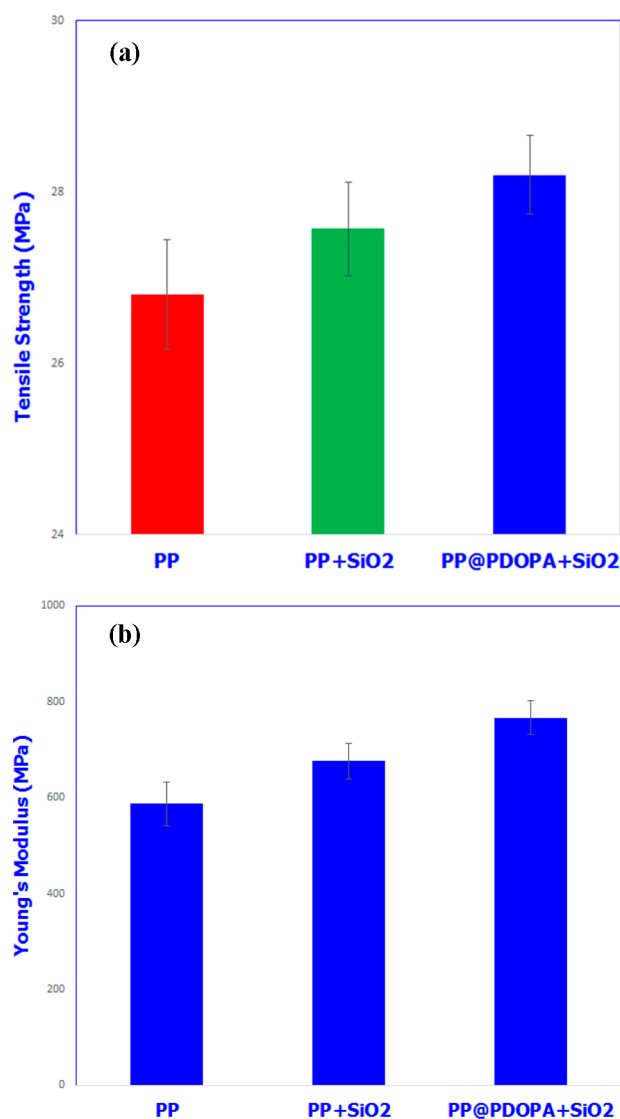 (a)
Tensile Strength (MPa)
30
28
26
24
PP PP+SiO2 PP@PDOPA+SiO2
(b)
Young's Modulus (MPa)
1000
800
600
400
200
0
PP PP+SiO2 PP@PDOPA+SiO2